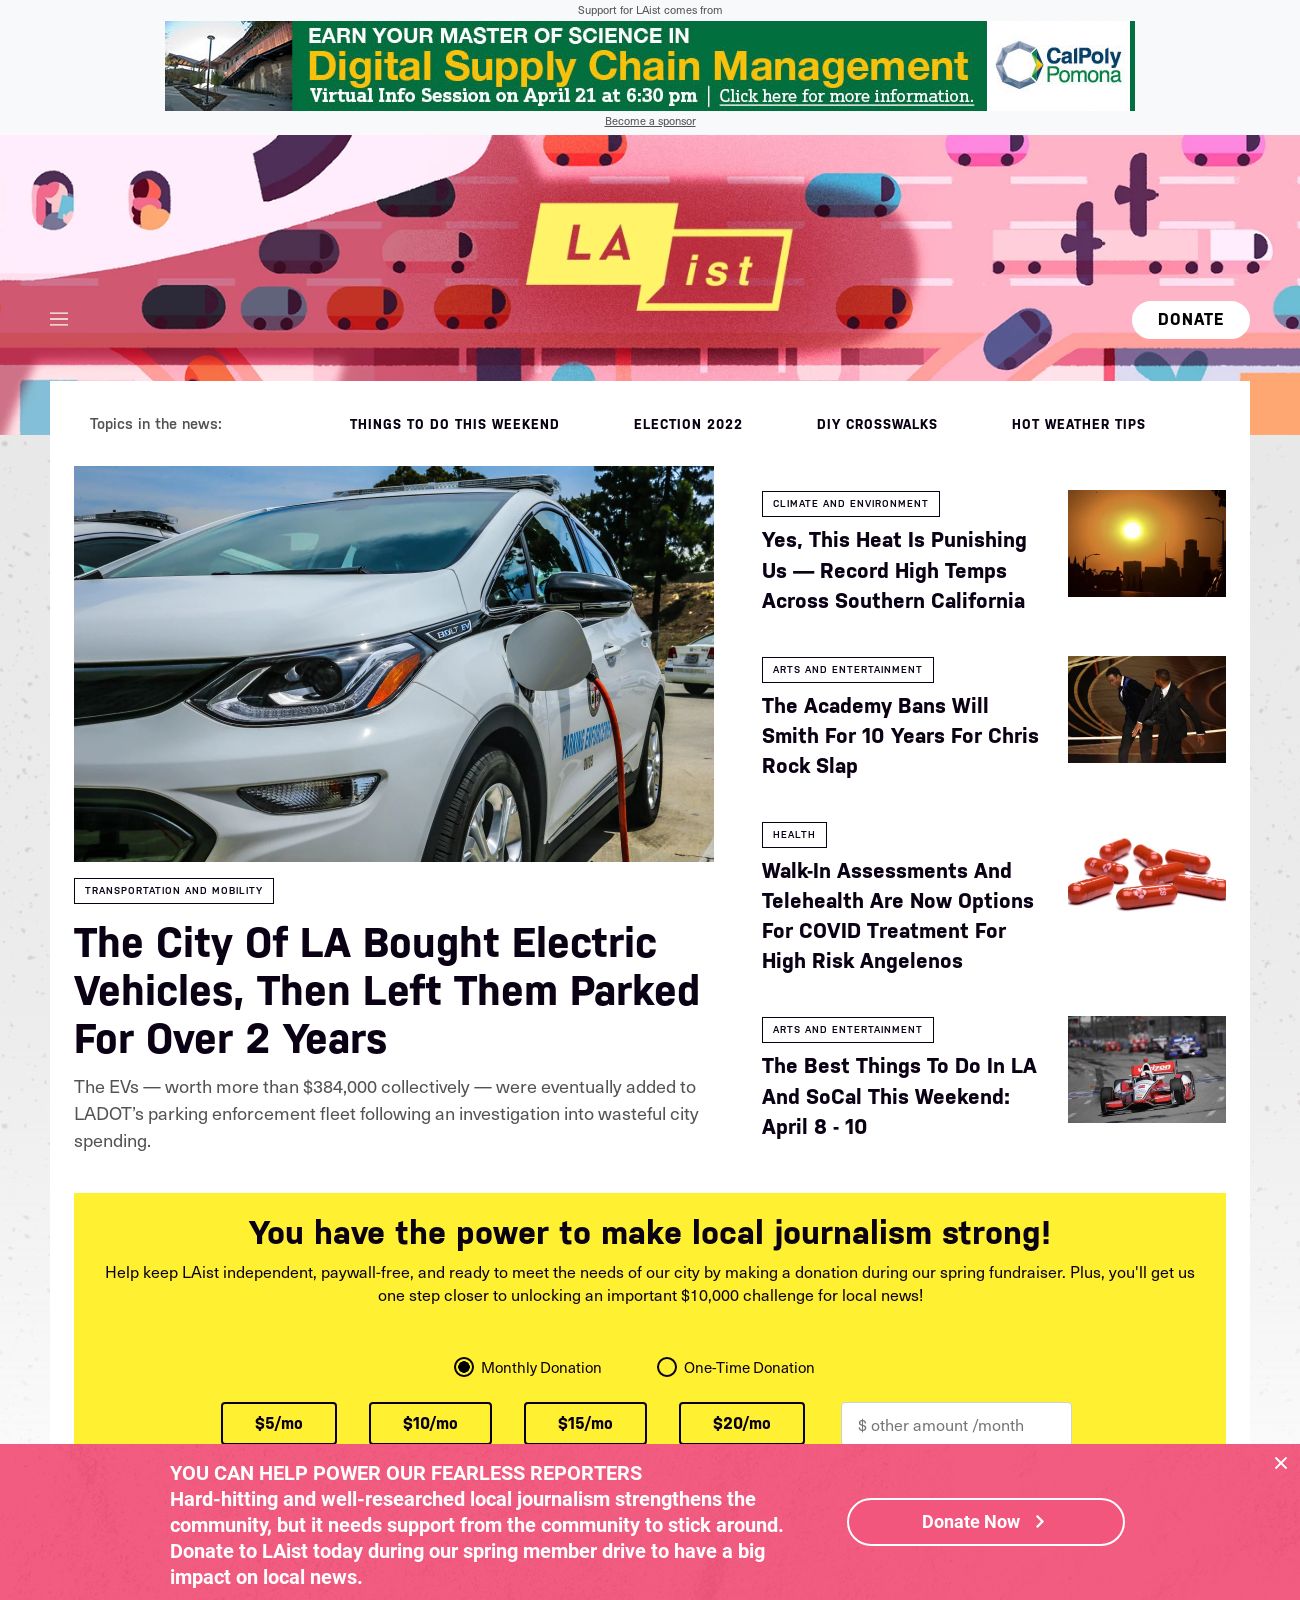 Support for LAist comes from
EARN YOUR MASTER OF SCIENCE IN
Digital Supply Chain Management
Virtual Info Session on April 21 at 6:30 pm | Click here for more information.
CalPoly
Pomona
Become a sponsor
LA
ist
DONATE
Topics in the news:
THINGS TO DO THIS WEEKEND
ELECTION 2022
DIY CROSSWALKS
HOT WEATHER TIPS
BOLT EV
PARKING ENFORCEMENT
TRANSPORTATION AND MOBILITY
The City Of LA Bought Electric
Vehicles, Then Left Them Parked
For Over 2 Years
The EVs — worth more than $384,000 collectively — were eventually added to
LADOT’s parking enforcement fleet following an investigation into wasteful city
spending.
CLIMATE AND ENVIRONMENT
Yes, This Heat Is Punishing
Us — Record High Temps
Across Southern California
ARTS AND ENTERTAINMENT
The Academy Bans Will
Smith For 10 Years For Chris
Rock Slap
HEALTH
Walk-In Assessments And
Telehealth Are Now Options
For COVID Treatment For
High Risk Angelenos
ARTS AND ENTERTAINMENT
The Best Things To Do In LA
And SoCal This Weekend:
April 8 - 10
verizon
You have the power to make local journalism strong!
Help keep LAist independent, paywall-free, and ready to meet the needs of our city by making a donation during our spring fundraiser. Plus, you'll get us
one step closer to unlocking an important $10,000 challenge for local news!
Monthly Donation
One-Time Donation
$5/mo
$10/mo
$15/mo
$20/mo
$ other amount /month
YOU CAN HELP POWER OUR FEARLESS REPORTERS
Hard-hitting and well-researched local journalism strengthens the
community, but it needs support from the community to stick around.
Donate to LAist today during our spring member drive to have a big
impact on local news.
Donate Now